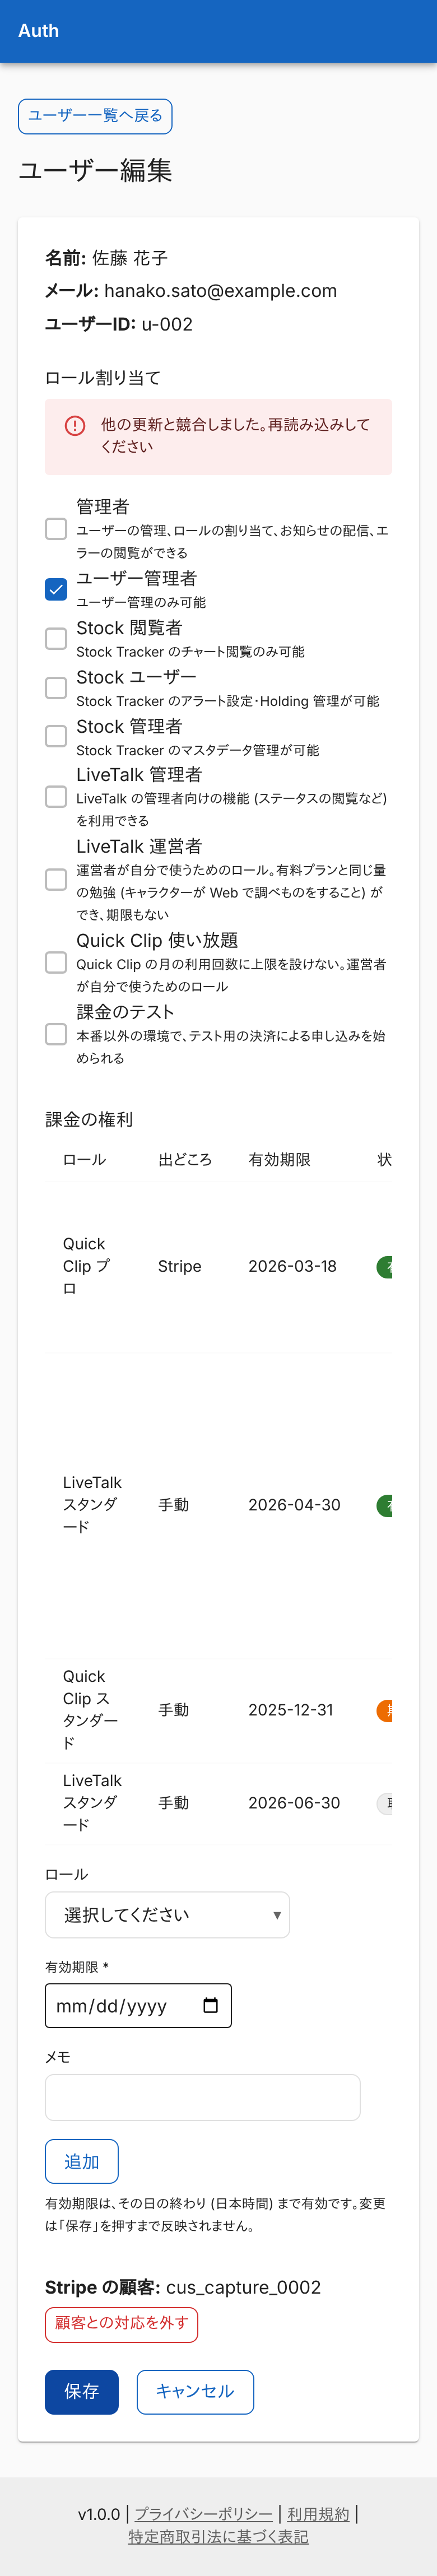 Auth
ユーザー一覧へ戻る
ユーザー編集
名前: 佐藤 花子
メール: hanako.sato@example.com
ユーザーID: u-002
ロール割り当て
他の更新と競合しました。再読み込みして
ください
管理者
ユーザーの管理、ロールの割り当て、お知らせの配信、エ
ラーの閲覧ができる
ユーザー管理者
ユーザー管理のみ可能
Stock 閲覧者
Stock Tracker のチャート閲覧のみ可能
Stock ユーザー
Stock Tracker のアラート設定・Holding 管理が可能
Stock 管理者
Stock Tracker のマスタデータ管理が可能
LiveTalk 管理者
LiveTalk の管理者向けの機能 (ステータスの閲覧など)
を利用できる
LiveTalk 運営者
運営者が自分で使うためのロール。有料プランと同じ量
の勉強 (キャラクターが Web で調べものをすること) が
でき、期限もない
Quick Clip 使い放題
Quick Clip の月の利用回数に上限を設けない。運営者
が自分で使うためのロール
課金のテスト
本番以外の環境で、テスト用の決済による申し込みを始
められる
課金の権利
ロール 出どころ 有効期限 状
Quick
Clip プ
ロ
Stripe 2026-03-18
LiveTalk
スタンダ
ード
手動 2026-04-30
Quick
Clip ス
タンダー
ド
手動 2025-12-31
LiveTalk
スタンダ
ード
手動 2026-06-30
ロール
選択してください
有効期限 *
mm/dd/yyyy
メモ
追加
有効期限は、その日の終わり (日本時間) まで有効です。変更
は「保存」を押すまで反映されません。
Stripe の顧客: cus_capture_0002
顧客との対応を外す
保存 キャンセル
v1.0.0 | プライバシーポリシー | 利用規約 |
特定商取引法に基づく表記